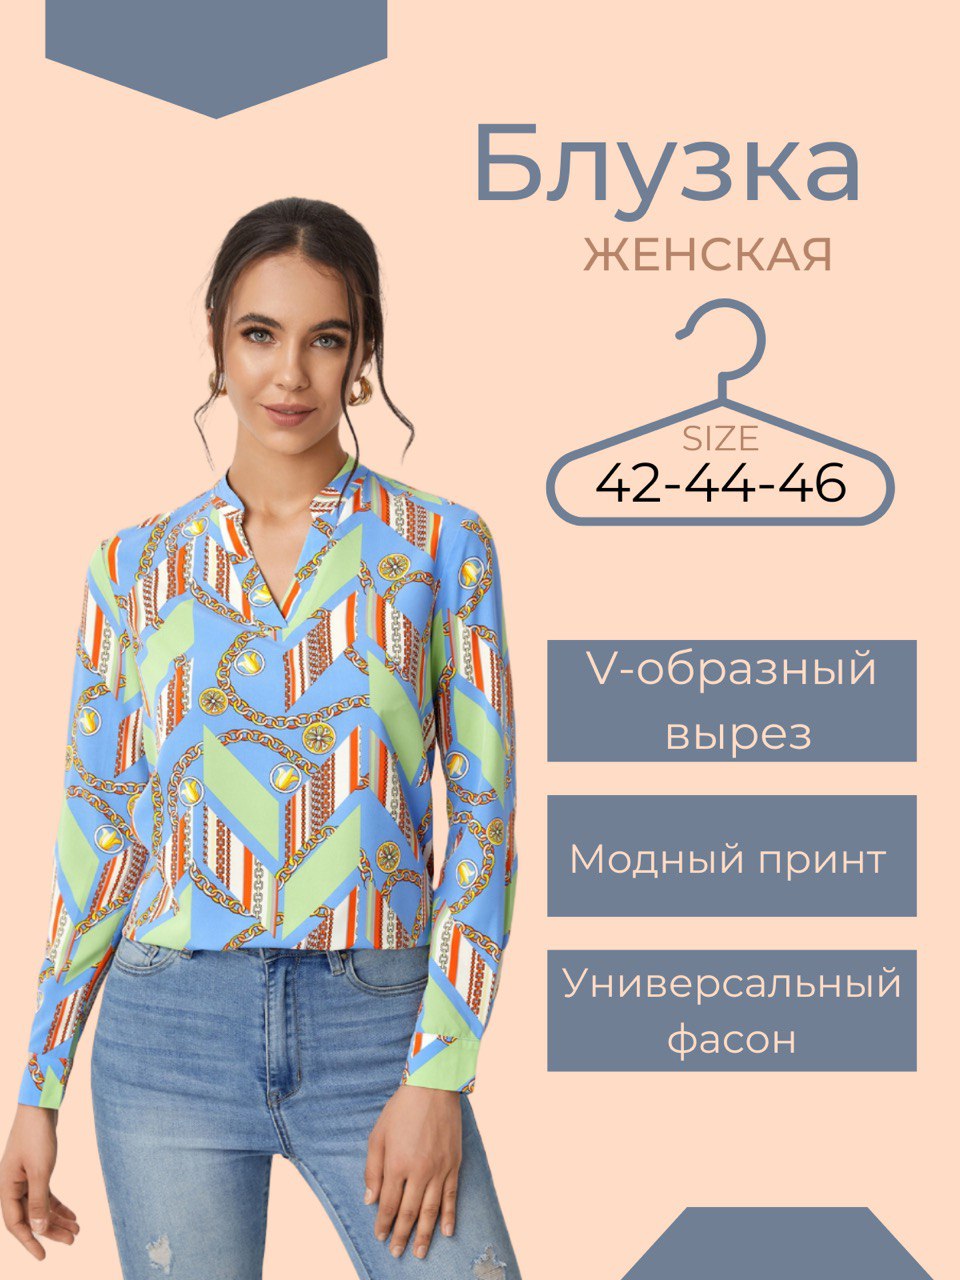 Блузка
ЖЕНСКАЯ
SIZE
42-44-46
V-образный
вырез
Модный принт
Универсальный
фасон